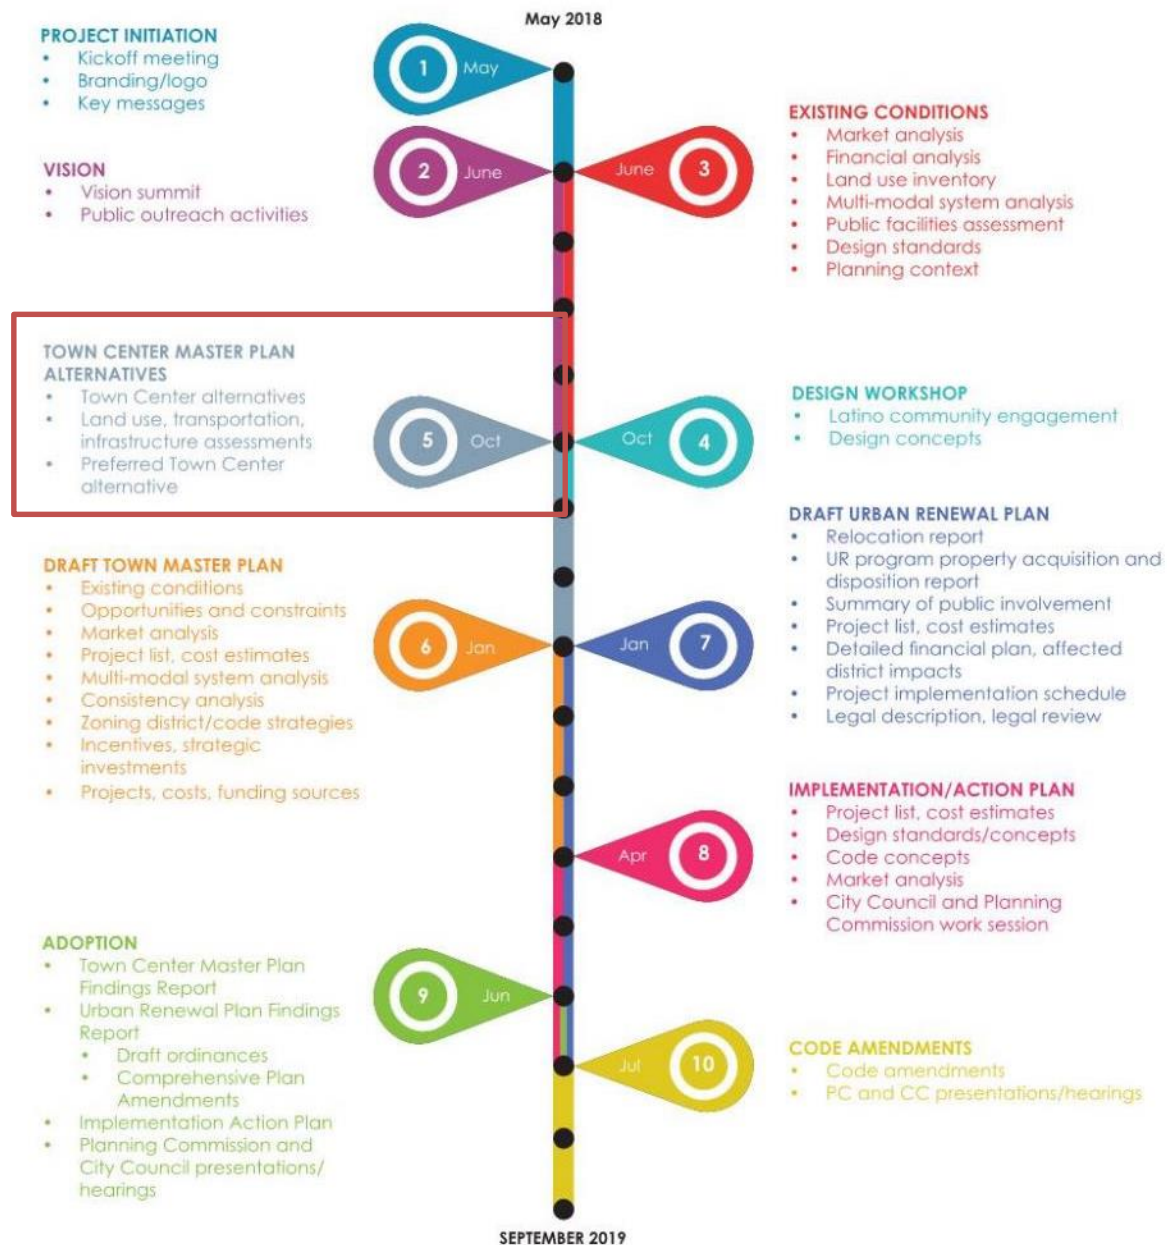 May 2018
PROJECT INITIATION
• Kickoff meeting
• Branding/logo
• Key messages
1 May
VISION
• Vision summit
• Public outreach activities
2 June
June 3
EXISTING CONDITIONS
• Market analysis
• Financial analysis
• Land use inventory
• Multi-modal system analysis
• Public facilities assessment
• Design standards
• Planning context
TOWN CENTER MASTER PLAN
ALTERNATIVES
• Town Center alternatives
• Land use, transportation,
infrastructure assessments
• Preferred Town Center
alternative
5 Oct
Oct 4
DESIGN WORKSHOP
• Latino community engagement
• Design concepts
DRAFT TOWN MASTER PLAN
• Existing conditions
• Opportunities and constraints
• Market analysis
• Project list, cost estimates
• Multi-modal system analysis
• Consistency analysis
• Zoning district/code strategies
• Incentives, strategic
investments
• Projects, costs, funding sources
6 Jan
Jan 7
DRAFT URBAN RENEWAL PLAN
• Relocation report
• UR program property acquisition and
disposition report
• Summary of public involvement
• Project list, cost estimates
• Detailed financial plan, affected
district impacts
• Project implementation schedule
• Legal description, legal review
Apr 8
IMPLEMENTATION/ACTION PLAN
• Project list, cost estimates
• Design standards/concepts
• Code concepts
• Market analysis
• City Council and Planning
Commission work session
ADOPTION
• Town Center Master Plan
Findings Report
• Urban Renewal Plan Findings
Report
• Draft ordinances
• Comprehensive Plan
Amendments
• Implementation Action Plan
• Planning Commission and
City Council presentations/
hearings
9 Jun
Jul 10
CODE AMENDMENTS
• Code amendments
• PC and CC presentations/hearings
SEPTEMBER 2019